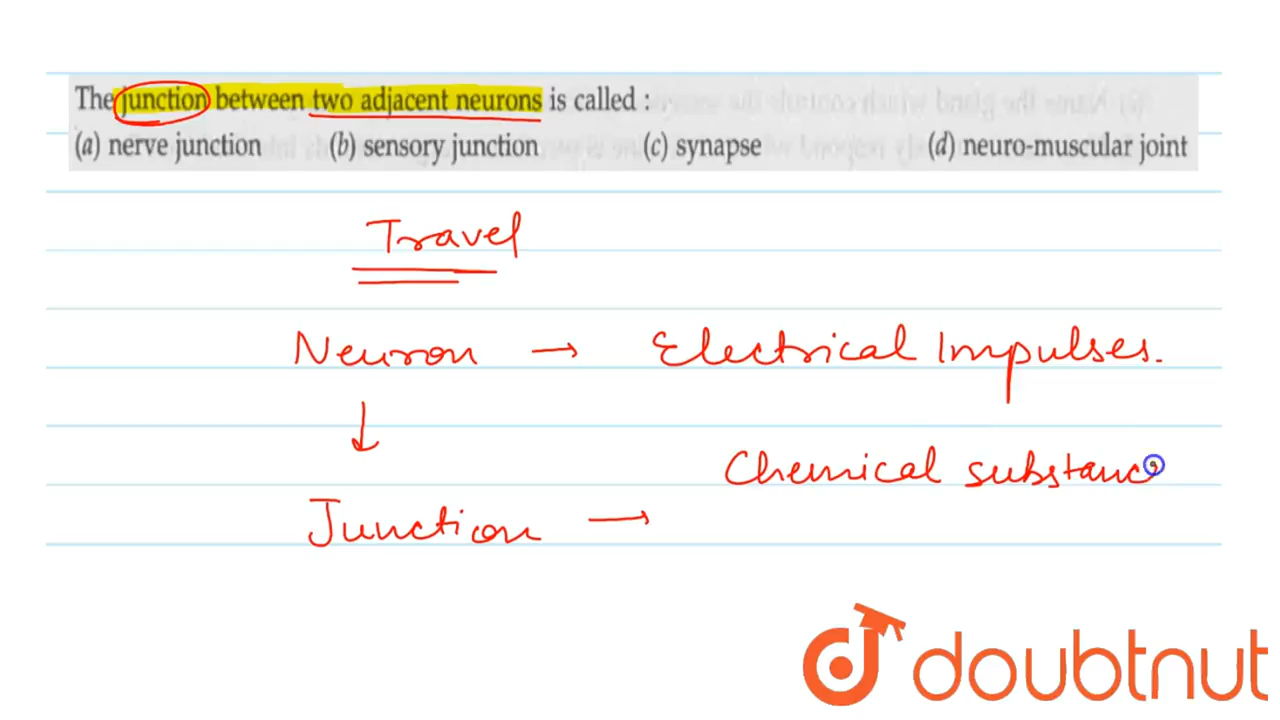 The junction between two adjacent neurons is called :
(a) nerve junction (b) sensory junction (c) synapse (d) neuro-muscular joint
Travel
Neuron → Electrical Impulses.
↓
Chemical substanc
Junction →
doubtnut